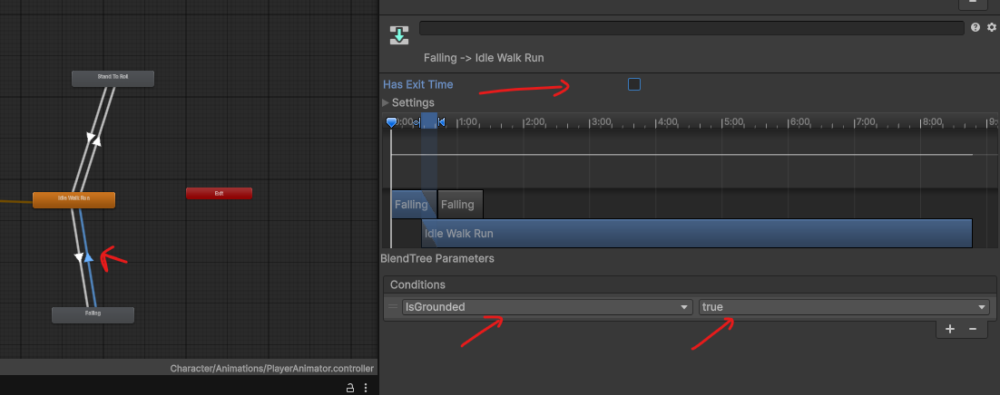 Stand To Roll
Idle Walk Run
Exit
Falling
Character/Animations/PlayerAnimator.controller
Falling -> Idle Walk Run
Has Exit Time
Settings
0:00 1:00 2:00 3:00 4:00 5:00 6:00 7:00 8:00 9:
Falling Falling
Idle Walk Run
BlendTree Parameters
Conditions
IsGrounded true
+ −